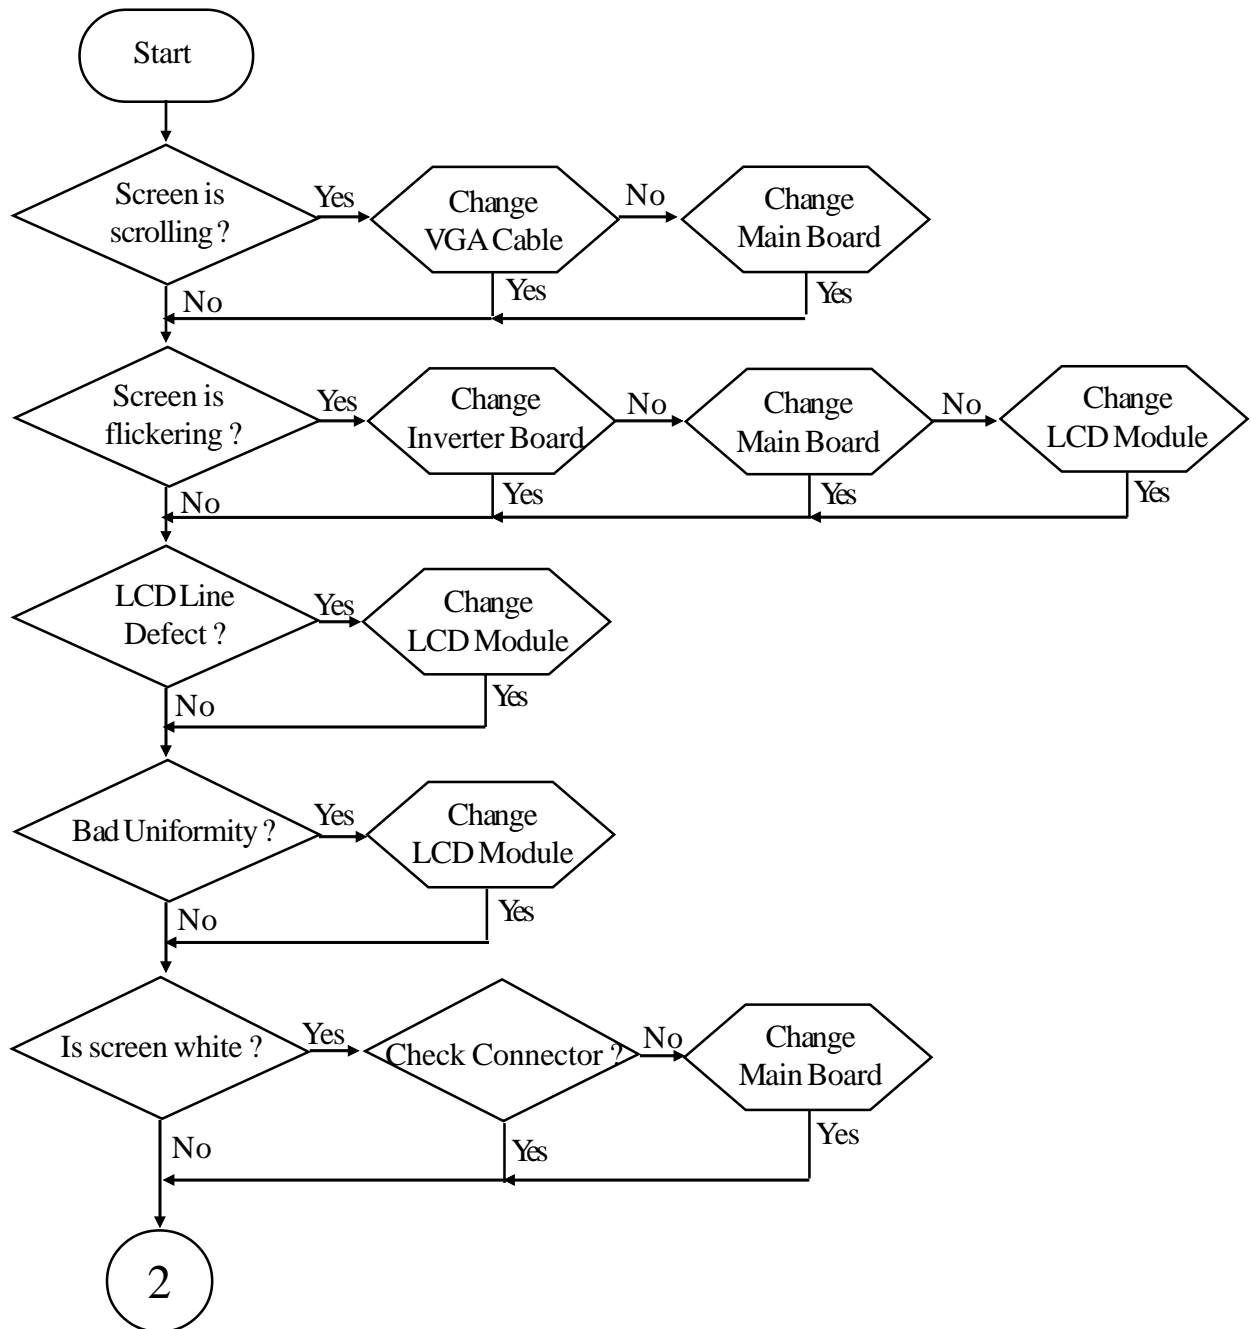 Start
Screen is
scrolling ?
Yes
Change
VGA Cable
No
Change
Main Board
No
Yes
Yes
Screen is
flickering ?
Yes
Change
Inverter Board
No
Change
Main Board
No
Change
LCD Module
No
Yes
Yes
Yes
LCD Line
Defect ?
Yes
Change
LCD Module
No
Yes
Bad Uniformity ?
Yes
Change
LCD Module
No
Yes
Is screen white ?
Yes
Check Connector ?
No
Change
Main Board
No
Yes
Yes
2